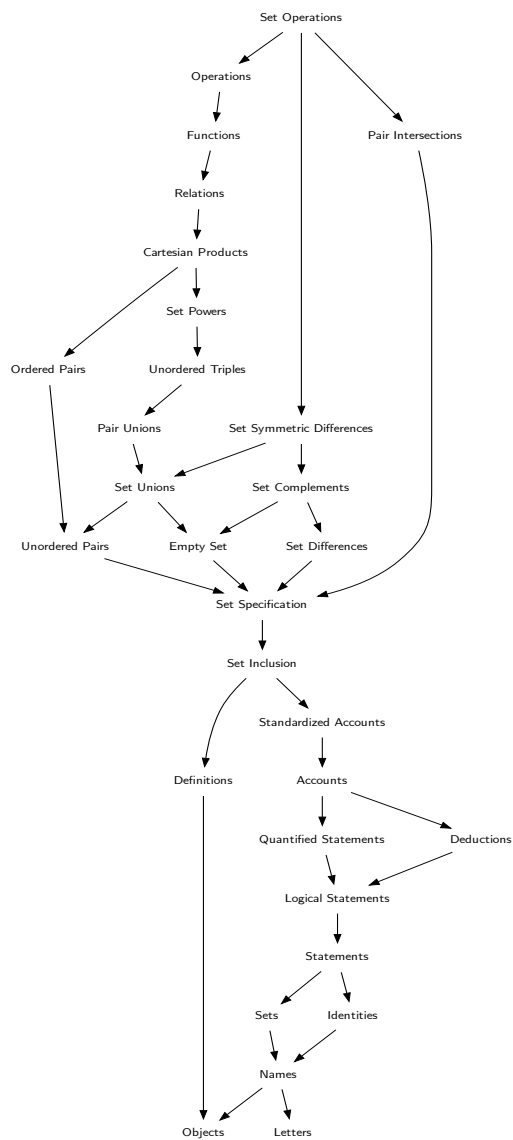 Set Operations
Operations
Functions
Pair Intersections
Relations
Cartesian Products
Set Powers
Ordered Pairs
Unordered Triples
Pair Unions
Set Symmetric Differences
Set Unions
Set Complements
Unordered Pairs
Empty Set
Set Differences
Set Specification
Set Inclusion
Standardized Accounts
Definitions
Accounts
Quantified Statements
Deductions
Logical Statements
Statements
Sets
Identities
Names
Objects
Letters